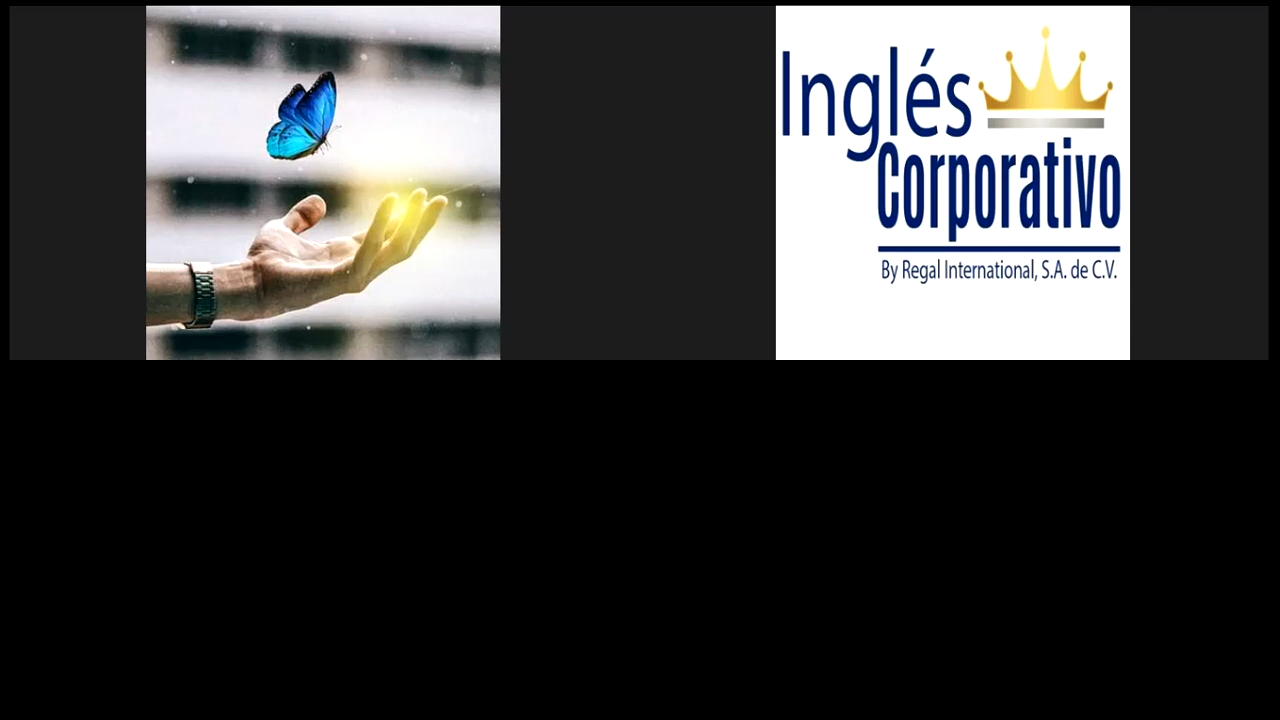 Inglés
Corporativo
By Regal International, S.A. de C.V.